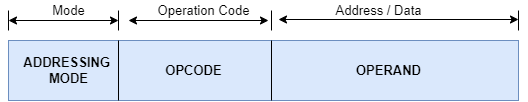 Mode Operation Code Address / Data
ADDRESSING MODE OPCODE OPERAND